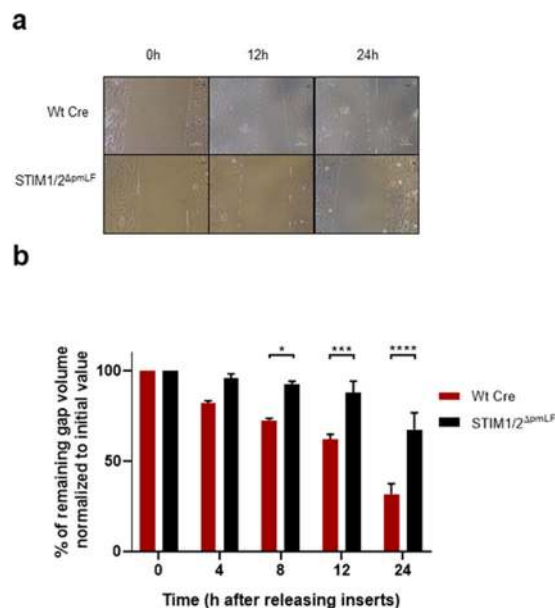 a
0h 12h 24h
Wt Cre
STIM1/2ΔpmLF
b
% of remaining gap volume
normalized to initial value
100
50
0
* *** ****
Wt Cre
STIM1/2ΔpmLF
0 4 8 12 24
Time (h after releasing inserts)